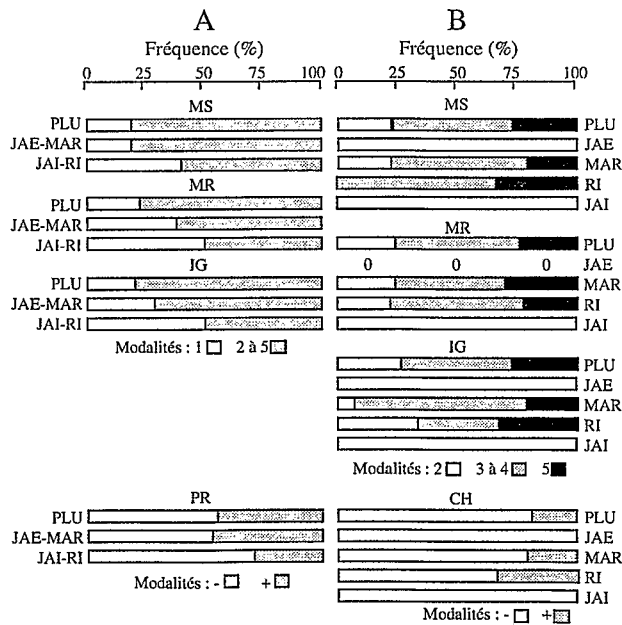 A
Fréquence (%)
0 25 50 75 100
MS
PLU
JAE-MAR
JAI-RI
MR
PLU
JAE-MAR
JAI-RI
IG
PLU
JAE-MAR
JAI-RI
Modalités : 1 2 à 5
PR
PLU
JAE-MAR
JAI-RI
Modalités : - +
B
Fréquence (%)
0 25 50 75 100
MS
PLU
JAE
MAR
RI
JAI
MR
PLU
0 0 0 JAE
MAR
RI
JAI
IG
PLU
JAE
MAR
RI
JAI
Modalités : 2 3 à 4 5
CH
PLU
JAE
MAR
RI
JAI
Modalités : - +